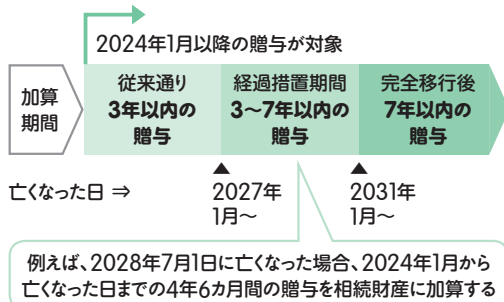 2024年1月以降の贈与が対象
加算
期間
従来通り
3年以内の
贈与
経過措置期間
3～7年以内の
贈与
完全移行後
7年以内の
贈与
亡くなった日 ⇒
▲
2027年
1月～
▲
2031年
1月～
例えば、2028年7月1日に亡くなった場合、2024年1月から
亡くなった日までの4年6カ月間の贈与を相続財産に加算する